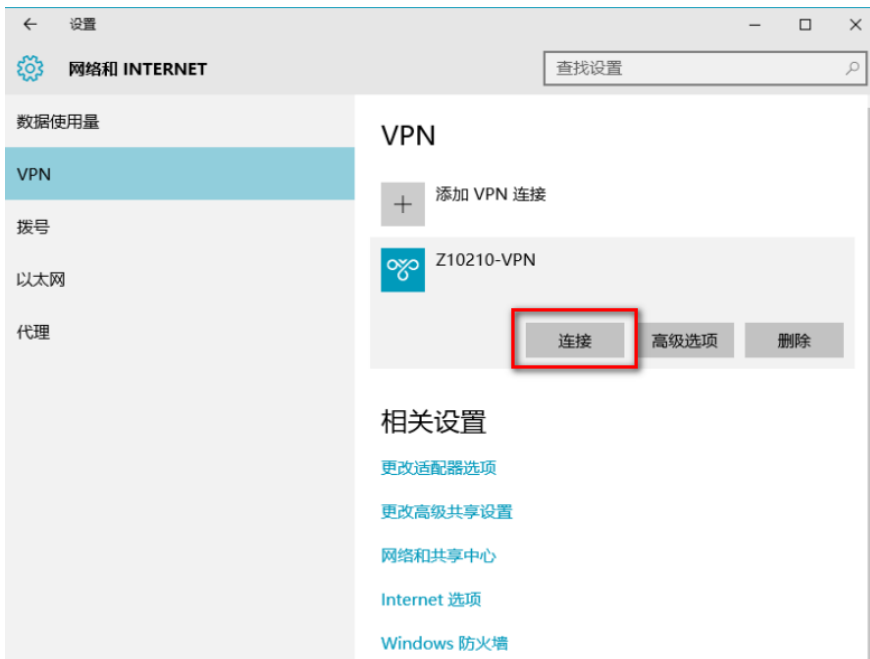 设置
网络和 INTERNET
查找设置
数据使用量
VPN
拨号
以太网
代理
VPN
添加 VPN 连接
Z10210-VPN
连接 高级选项 删除
相关设置
更改适配器选项
更改高级共享设置
网络和共享中心
Internet 选项
Windows 防火墙